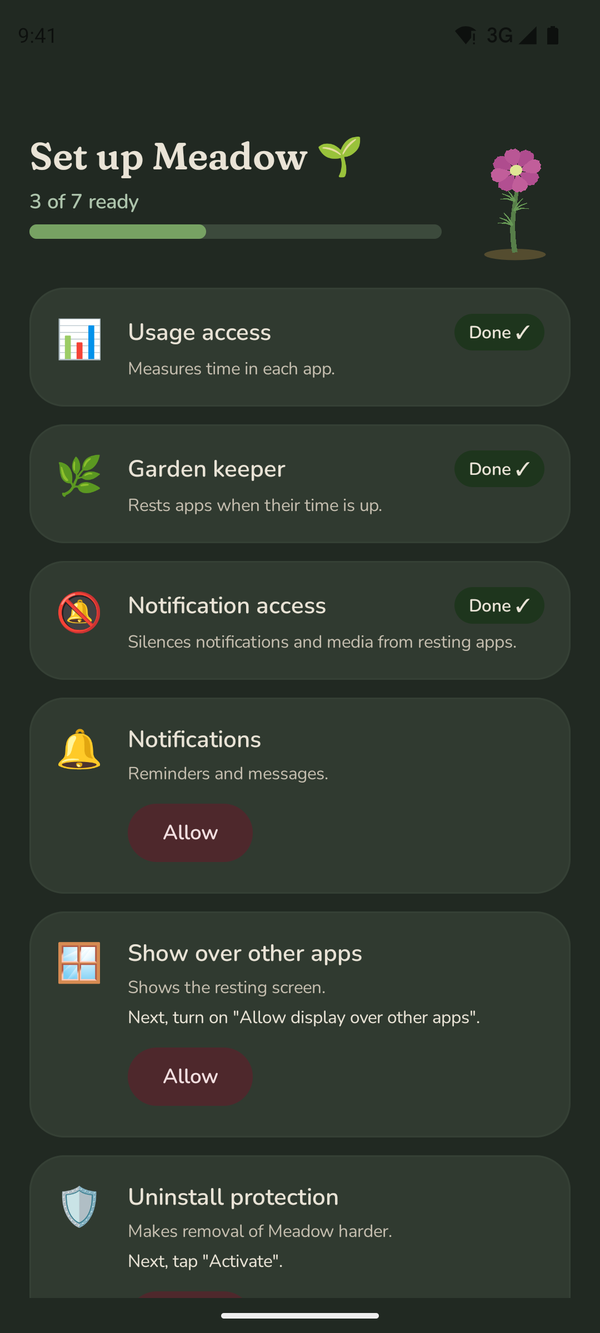 9:41
3G
Set up Meadow 🌱
3 of 7 ready
Usage access
Done ✓
Measures time in each app.
Garden keeper
Done ✓
Rests apps when their time is up.
Notification access
Done ✓
Silences notifications and media from resting apps.
Notifications
Reminders and messages.
Allow
Show over other apps
Shows the resting screen.
Next, turn on "Allow display over other apps".
Allow
Uninstall protection
Makes removal of Meadow harder.
Next, tap "Activate".